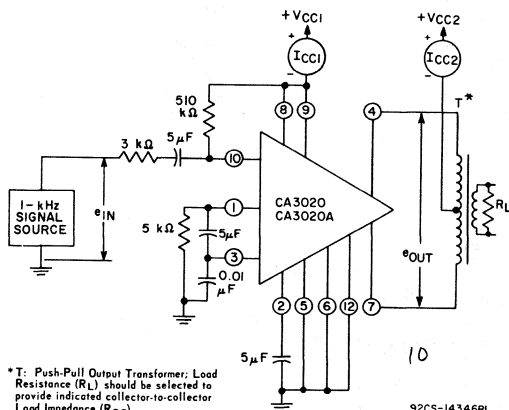 +VCC1
+VCC2
+
ICC1
-
+
ICC2
-
510
kΩ
8
9
4
T*
3 kΩ
5μF
10
1-kHz
SIGNAL
SOURCE
eIN
5 kΩ
1
5μF
3
0.01
μF
CA3020
CA3020A
eOUT
RL
2
5
6
12
7
5μF
10
* T: Push-Pull Output Transformer; Load
Resistance (RL) should be selected to
provide indicated collector-to-collector
Load Impedance (RCC)
92CS-14346RI